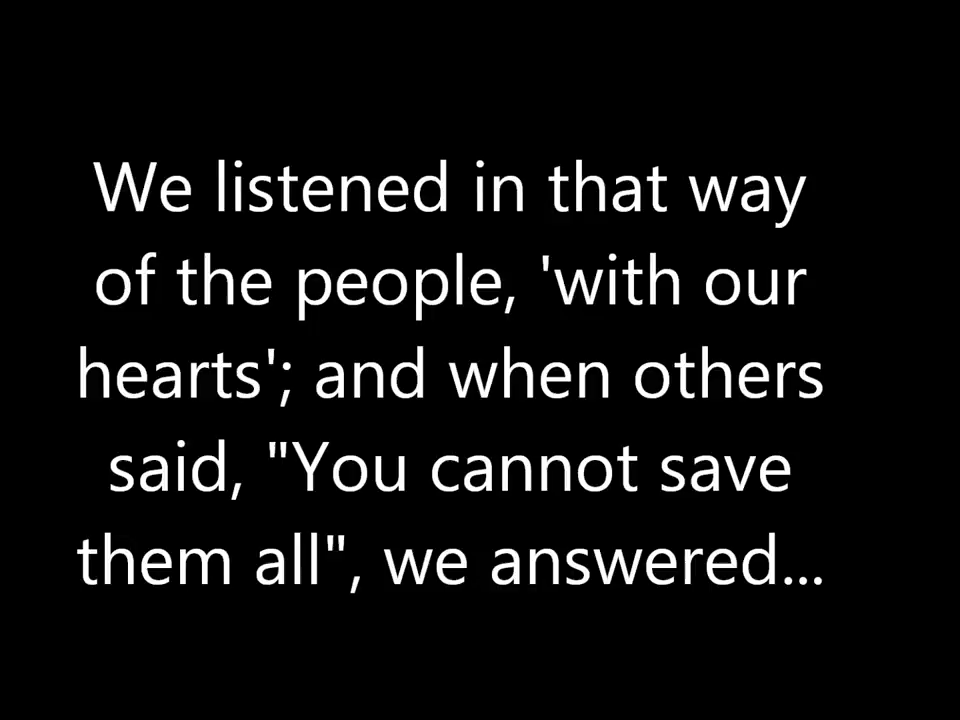 We listened in that way
of the people, 'with our
hearts'; and when others
said, "You cannot save
them all", we answered...